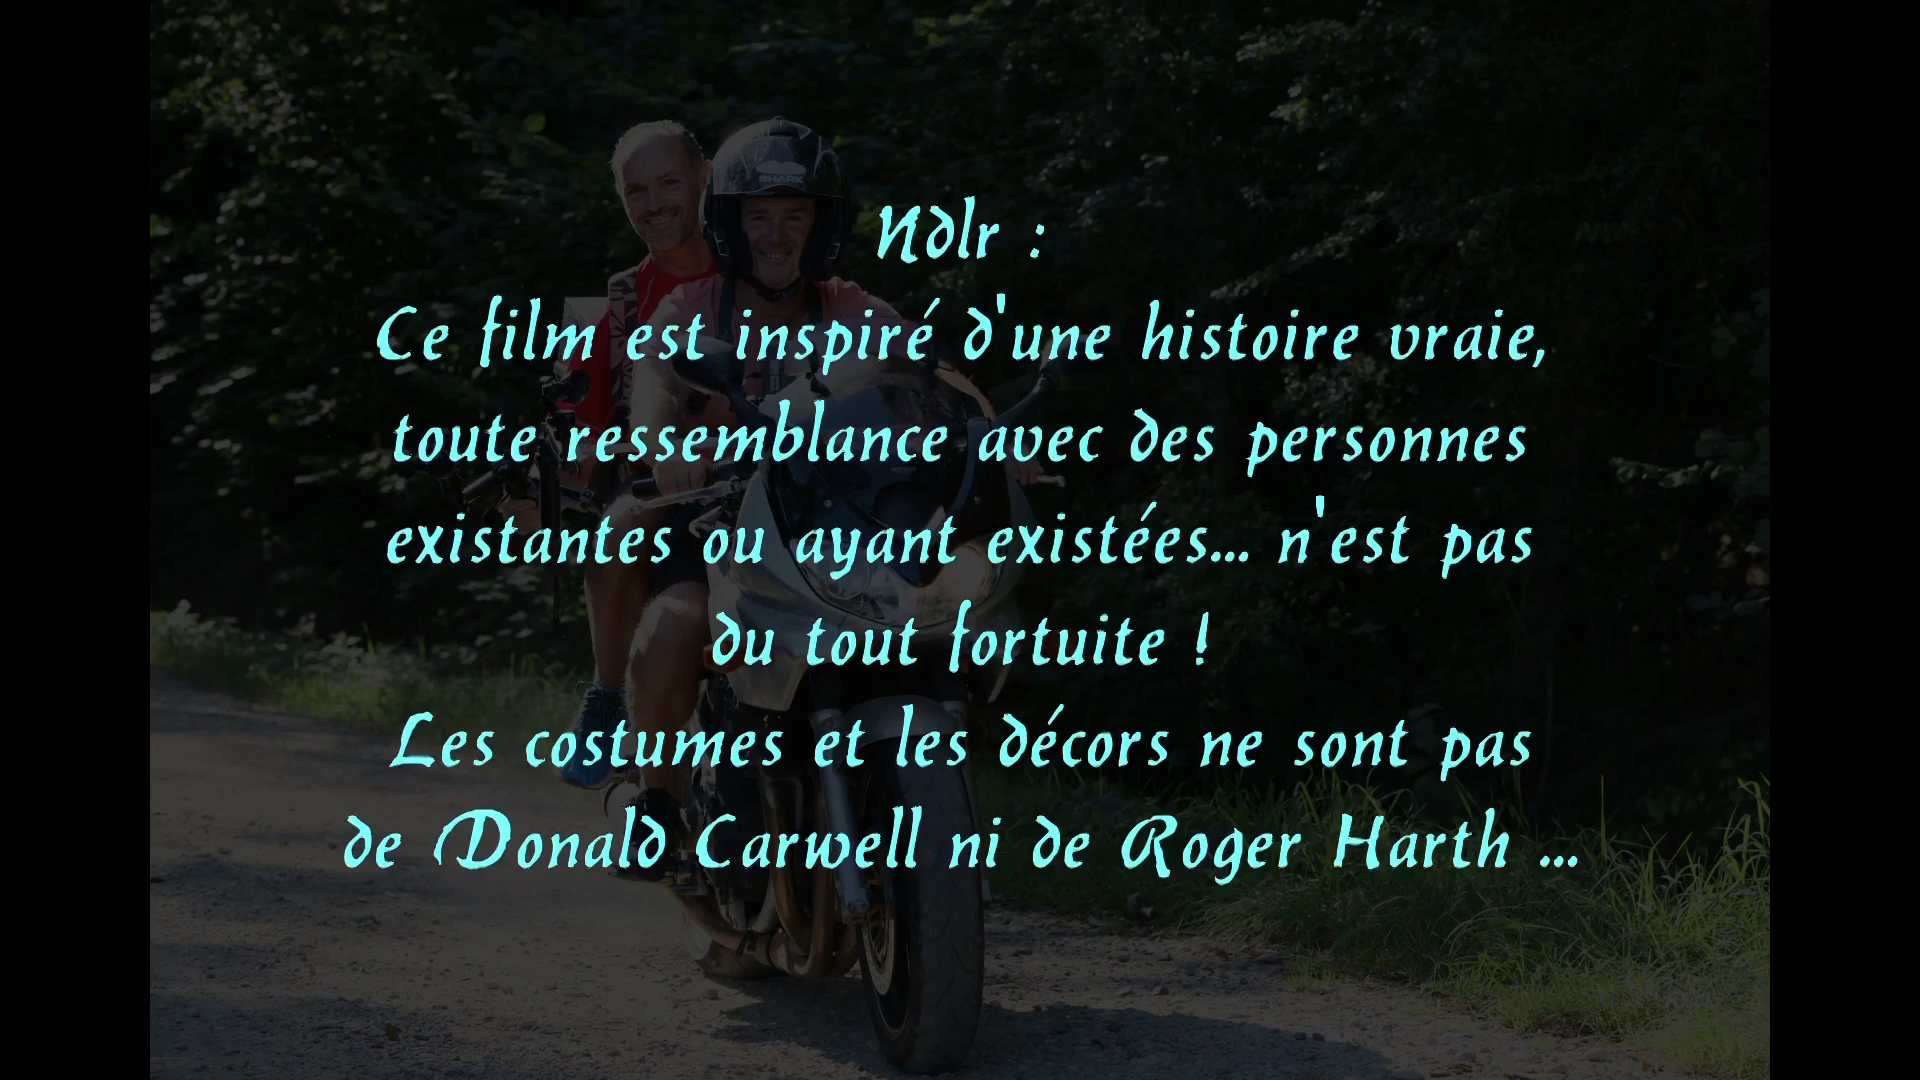 SHARK
Ndlr :
Ce film est inspiré d'une histoire vraie,
toute ressemblance avec des personnes
existantes ou ayant existées... n'est pas
du tout fortuite !
Les costumes et les décors ne sont pas
de Donald Carwell ni de Roger Harth ...